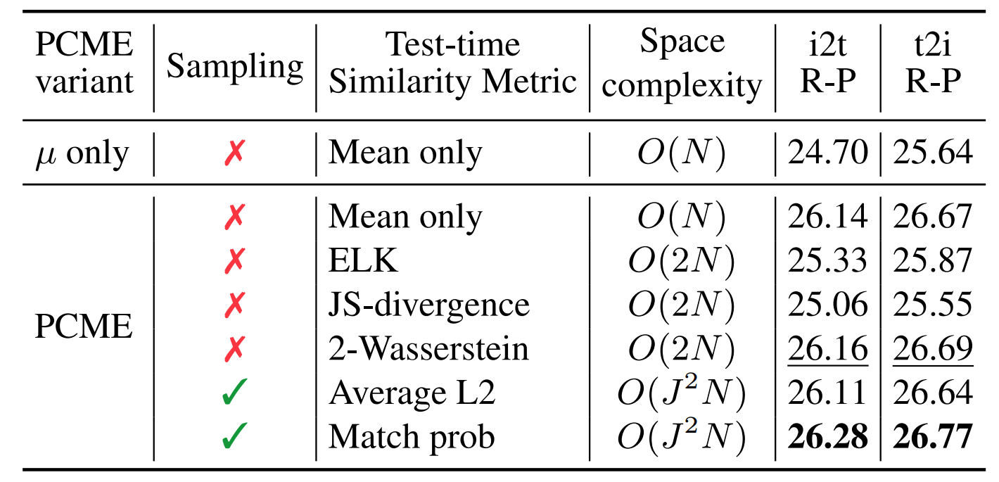 PCME variant | Sampling | Test-time Similarity Metric | Space complexity | i2t R-P | t2i R-P
μ only | ✗ | Mean only | O(N) | 24.70 | 25.64
PCME | ✗ | Mean only | O(N) | 26.14 | 26.67
✗ | ELK | O(2N) | 25.33 | 25.87
✗ | JS-divergence | O(2N) | 25.06 | 25.55
✗ | 2-Wasserstein | O(2N) | 26.16 | 26.69
✓ | Average L2 | O(J²N) | 26.11 | 26.64
✓ | Match prob | O(J²N) | 26.28 | 26.77